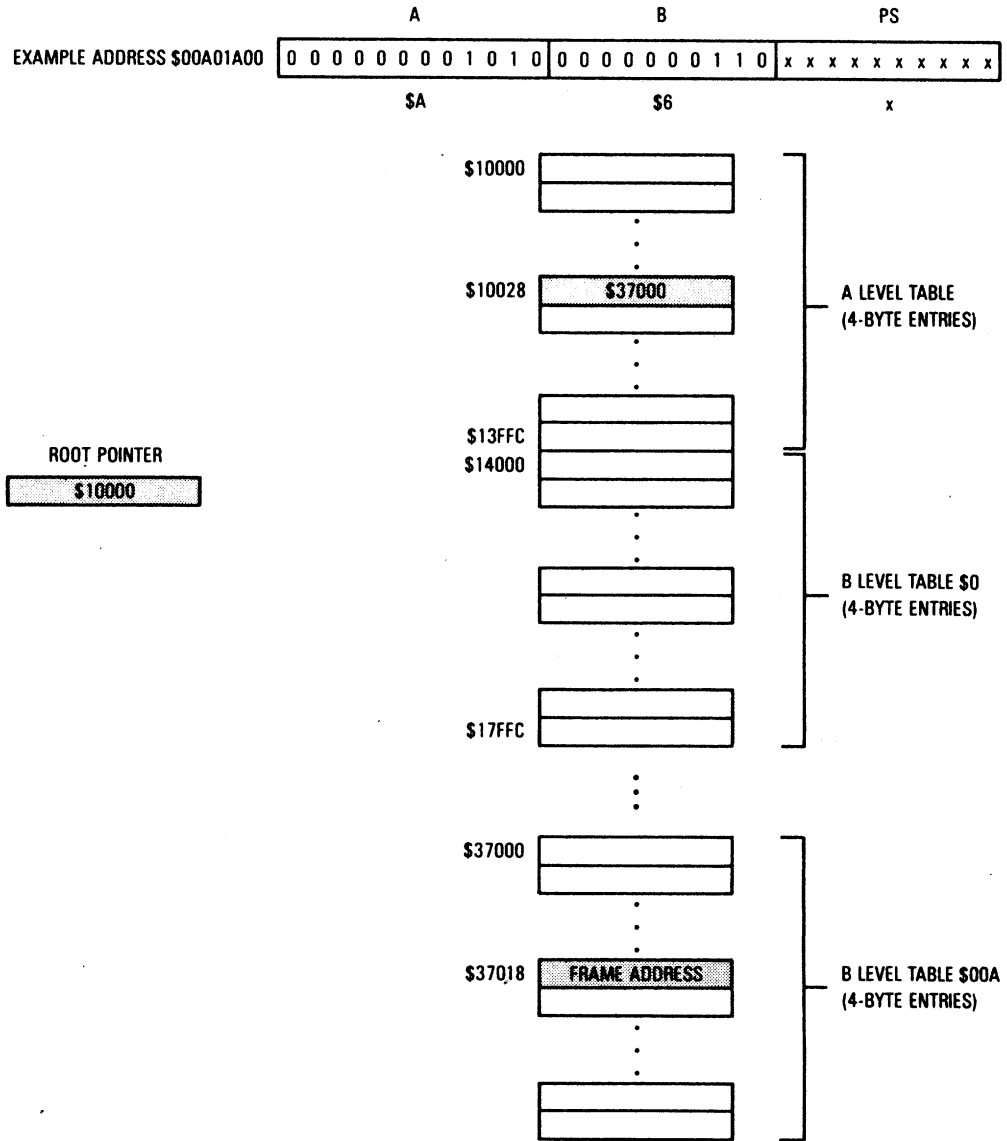 A B PS
EXAMPLE ADDRESS $00A01A00 0 0 0 0 0 0 0 0 1 0 1 0 0 0 0 0 0 0 0 1 1 0 x x x x x x x x x x
$A $6 x
$10000
$10028 $37000
A LEVEL TABLE
(4-BYTE ENTRIES)
$13FFC
ROOT POINTER
$14000
$10000
B LEVEL TABLE $0
(4-BYTE ENTRIES)
$17FFC
$37000
$37018 FRAME ADDRESS
B LEVEL TABLE $00A
(4-BYTE ENTRIES)